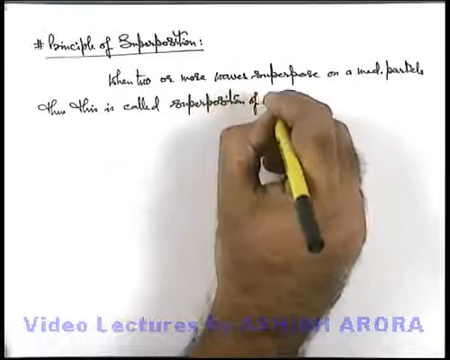 # Principle of Superposition :
When two or more waves superpose on a med. particle
then this is called superposition of
Video Lectures by ASHISH ARORA